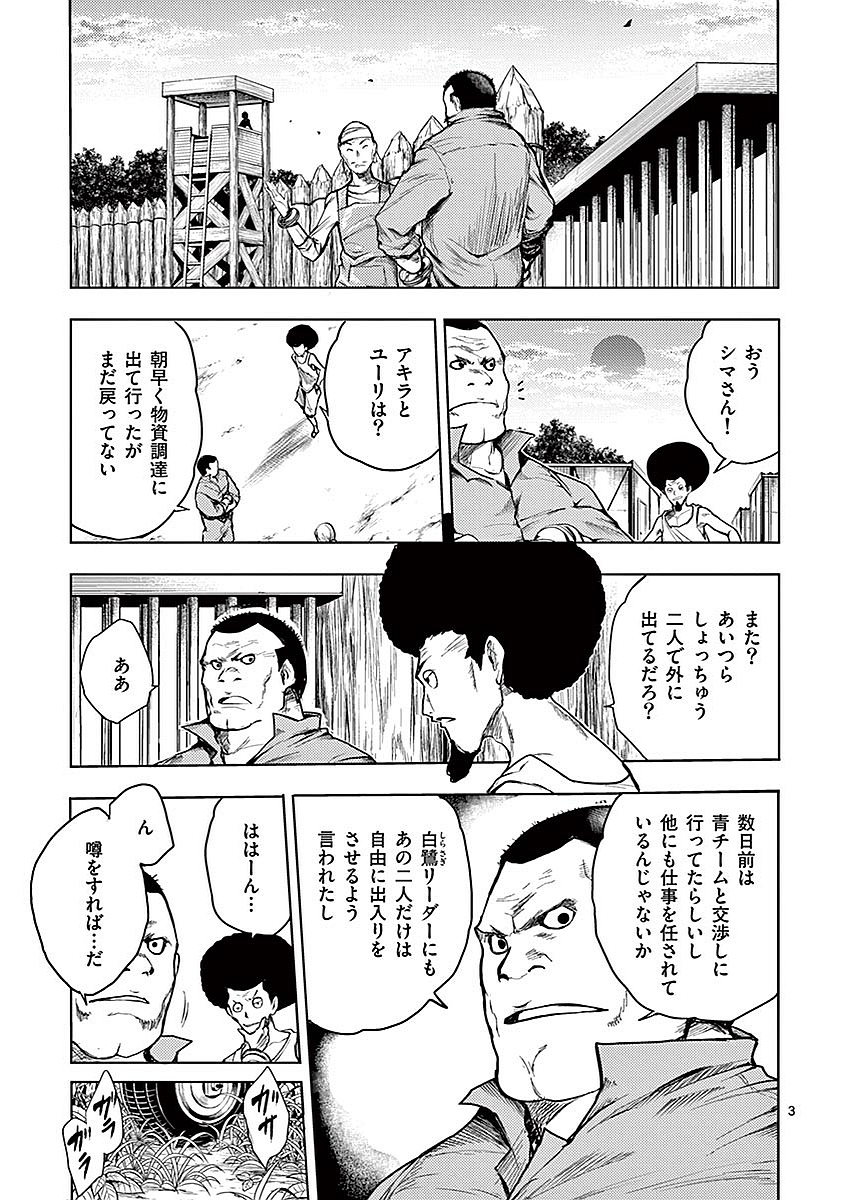 おう
シマさん！
アキラと
ユーリは？
朝早く物資調達に
出て行ったが
まだ戻ってない
また？
あいつら
しょっちゅう
二人で外に
出てるだろ？
ああ
数日前は
青チームと交渉しに
行ってたらしいし
他にも仕事を任されて
いるんじゃないか
白鷺リーダーにも
しらさぎ
あの二人だけは
自由に出入りを
させるよう
言われたし
ははーん…
ん
噂をすれば…だ
ガサ
ガラ
3